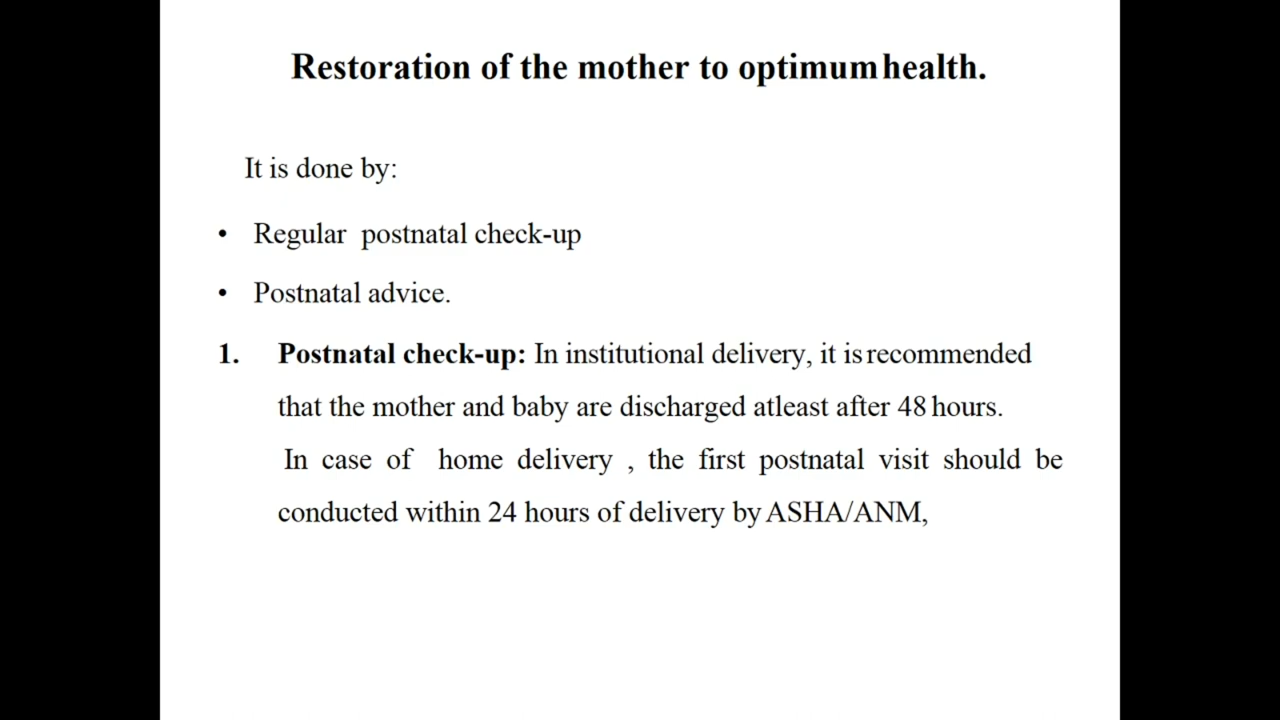 Restoration of the mother to optimum health.
It is done by:
• Regular postnatal check-up
• Postnatal advice.
1. Postnatal check-up: In institutional delivery, it is recommended
that the mother and baby are discharged atleast after 48 hours.
In case of home delivery , the first postnatal visit should be
conducted within 24 hours of delivery by ASHA/ANM,